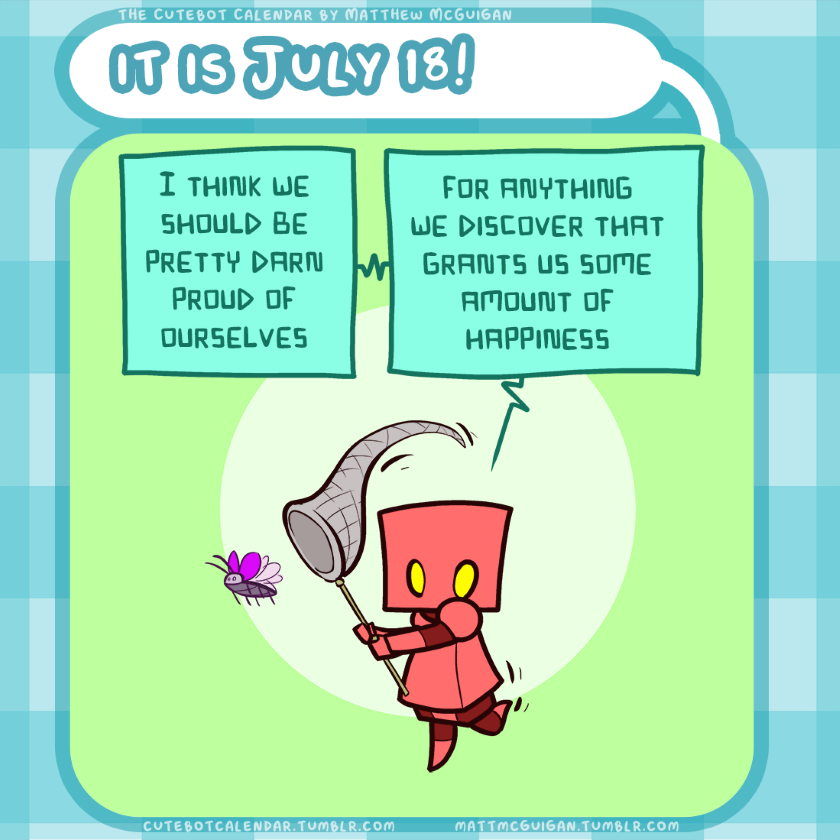 THE CUTEBOT CALENDAR BY MATTHEW MCGUIGAN
IT IS JULY 18!
I THINK WE
SHOULD BE
PRETTY DARN
PROUD OF
OURSELVES
FOR ANYTHING
WE DISCOVER THAT
GRANTS US SOME
AMOUNT OF
HAPPINESS
CUTEBOTCALENDAR.TUMBLR.COM
MATTMCGUIGAN.TUMBLR.COM